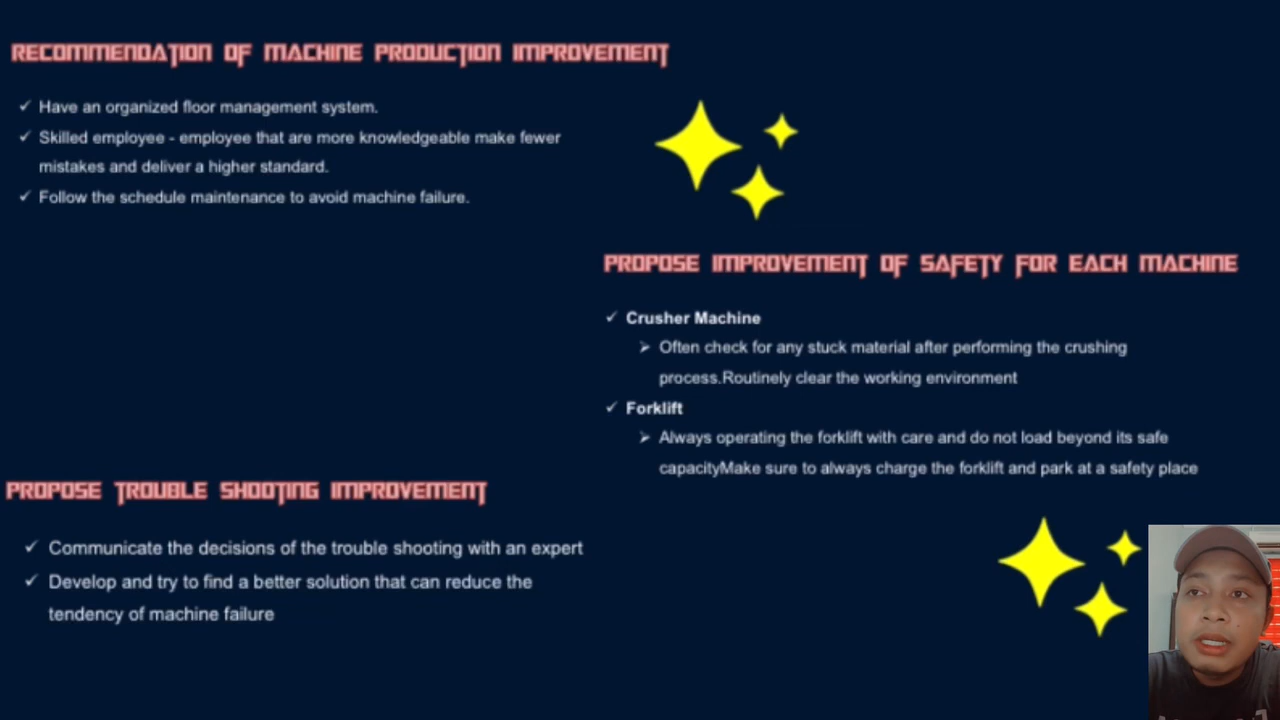 RECOMMENDATION OF MACHINE PRODUCTION IMPROVEMENT
Have an organized floor management system.
Skilled employee - employee that are more knowledgeable make fewer
mistakes and deliver a higher standard.
Follow the schedule maintenance to avoid machine failure.
PROPOSE IMPROVEMENT OF SAFETY FOR EACH MACHINE
Crusher Machine
Often check for any stuck material after performing the crushing
process.Routinely clear the working environment
Forklift
Always operating the forklift with care and do not load beyond its safe
capacityMake sure to always charge the forklift and park at a safety place
PROPOSE TROUBLE SHOOTING IMPROVEMENT
Communicate the decisions of the trouble shooting with an expert
Develop and try to find a better solution that can reduce the
tendency of machine failure